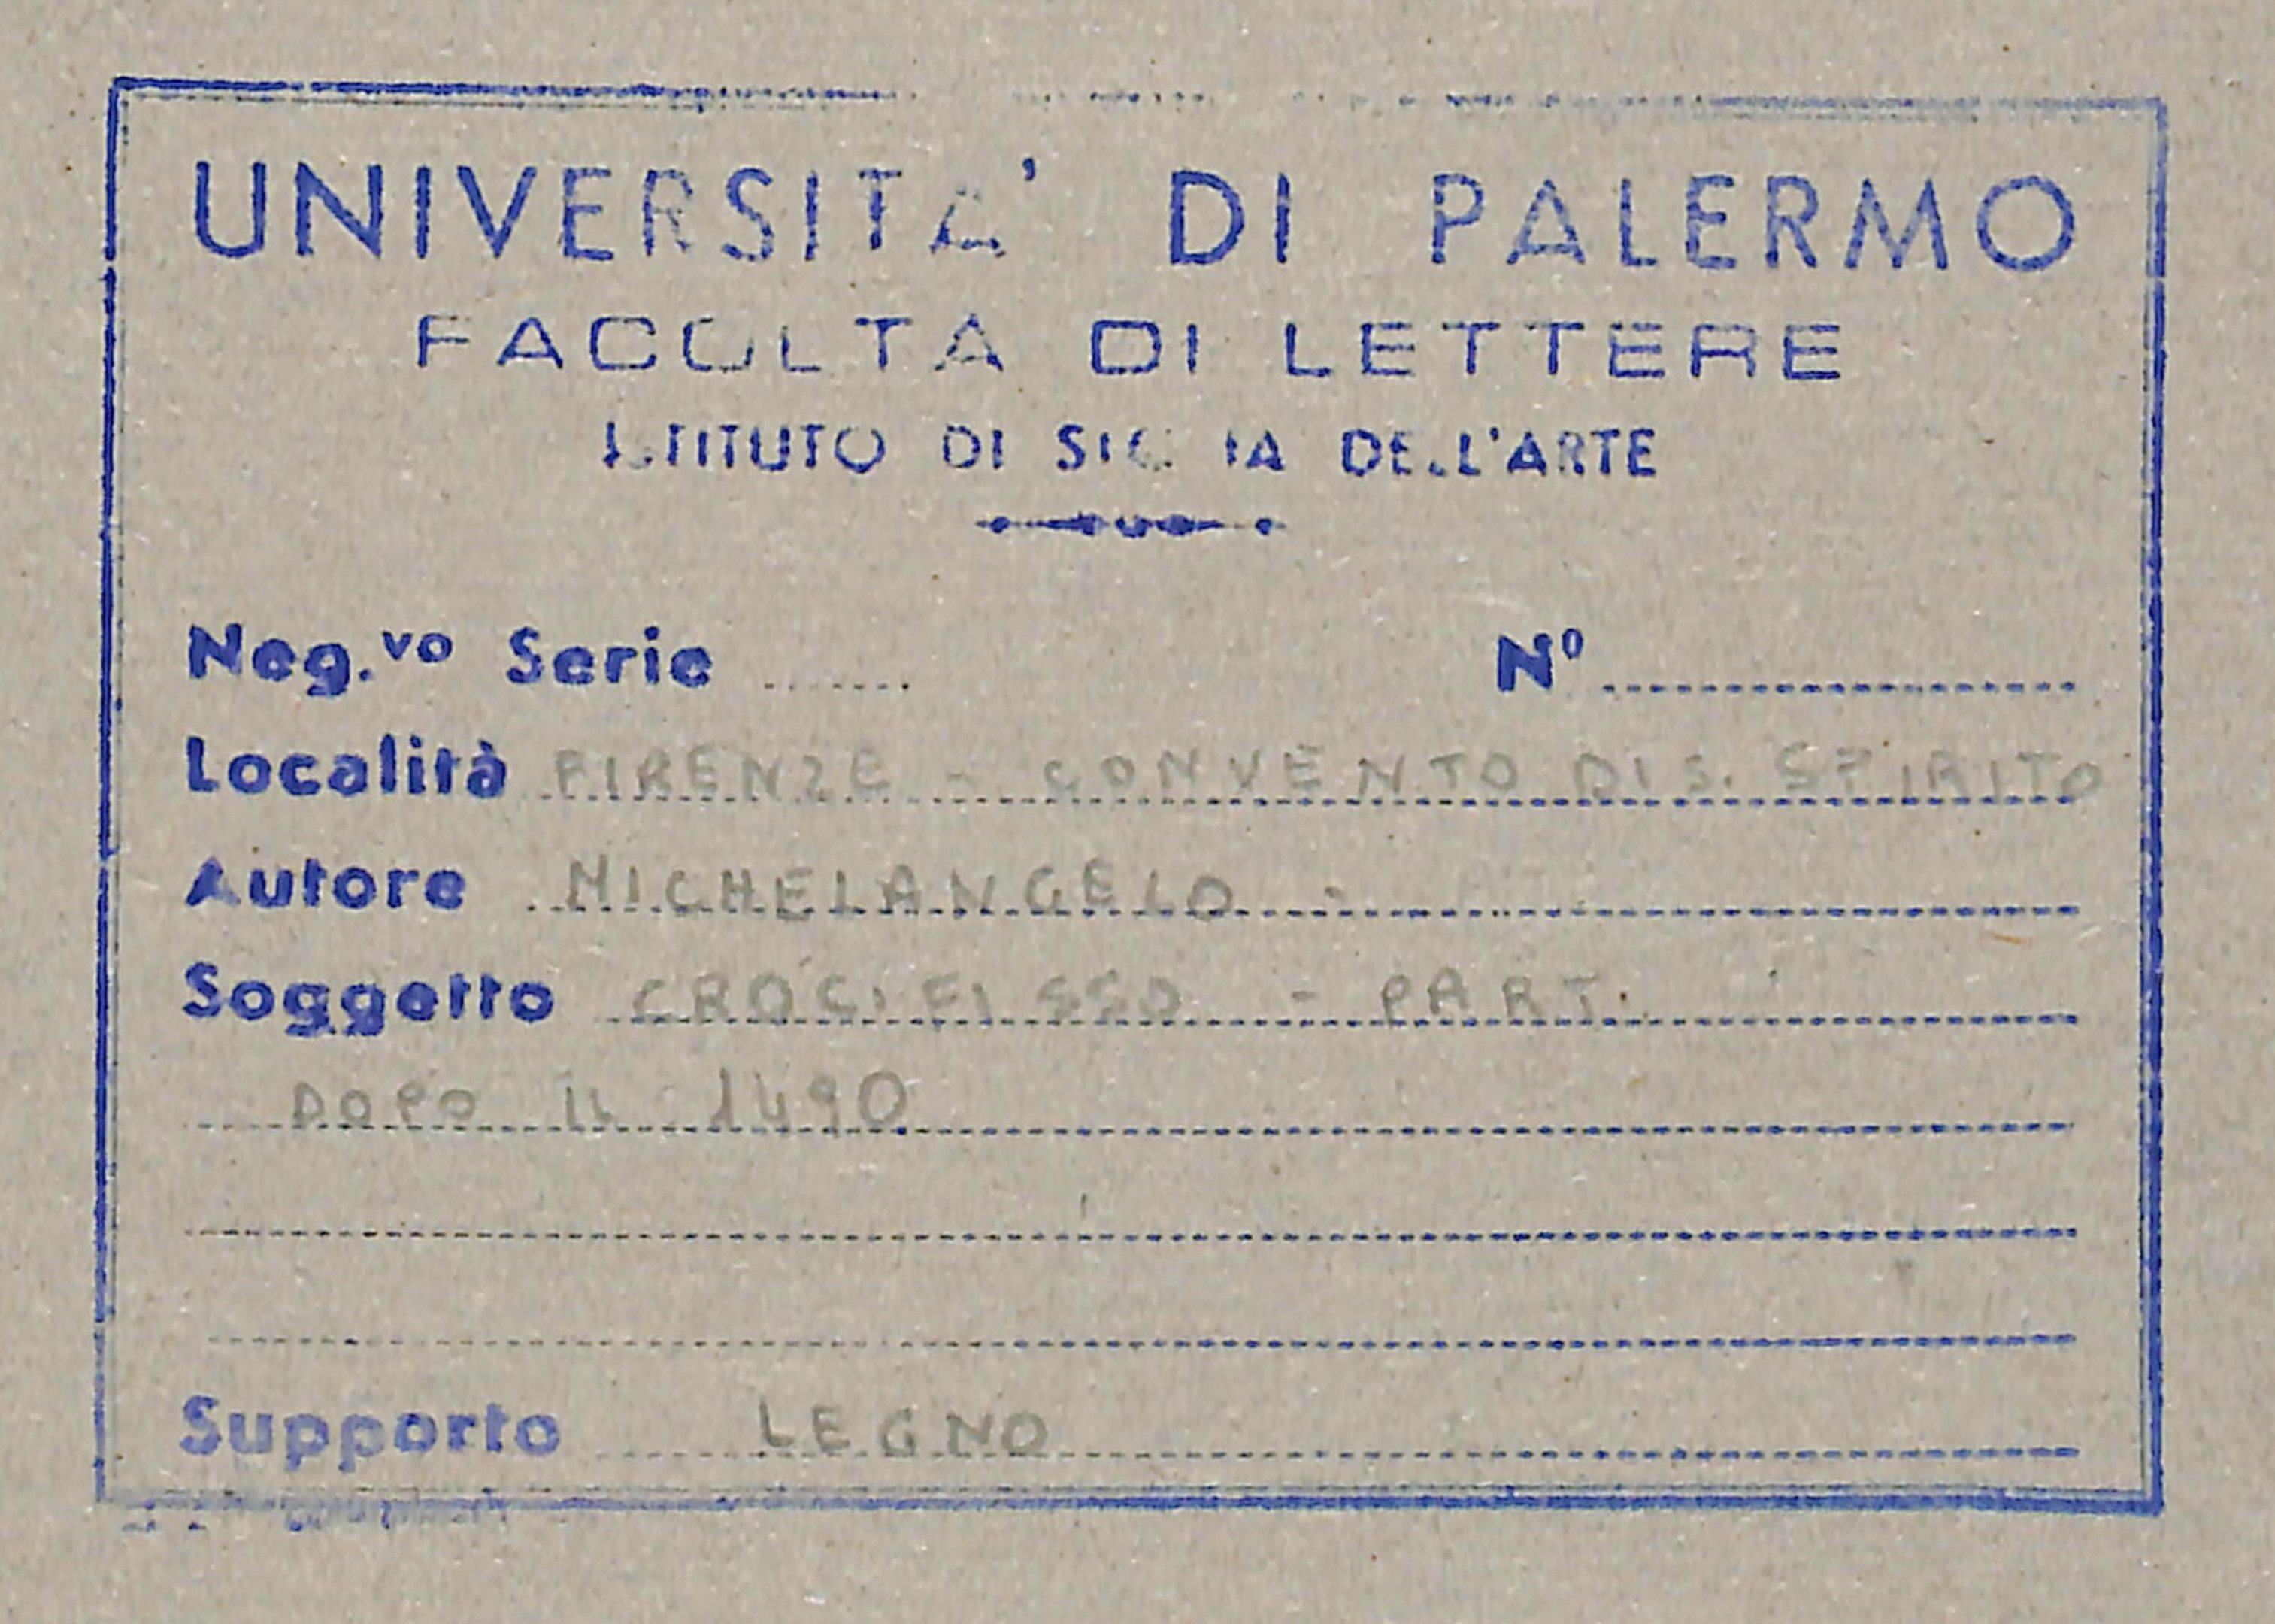 UNIVERSITA' DI PALERMO
FACOLTA DI LETTERE
ISTITUTO DI STORIA DELL'ARTE
Neg.vo Serie ....... N° ...................
Località FIRENZE - CONVENTO DI S. SPIRITO
Autore MICHELANGELO -
Soggetto CROCIFISSO - PART.
DOPO IL 1490
Supporto LEGNO